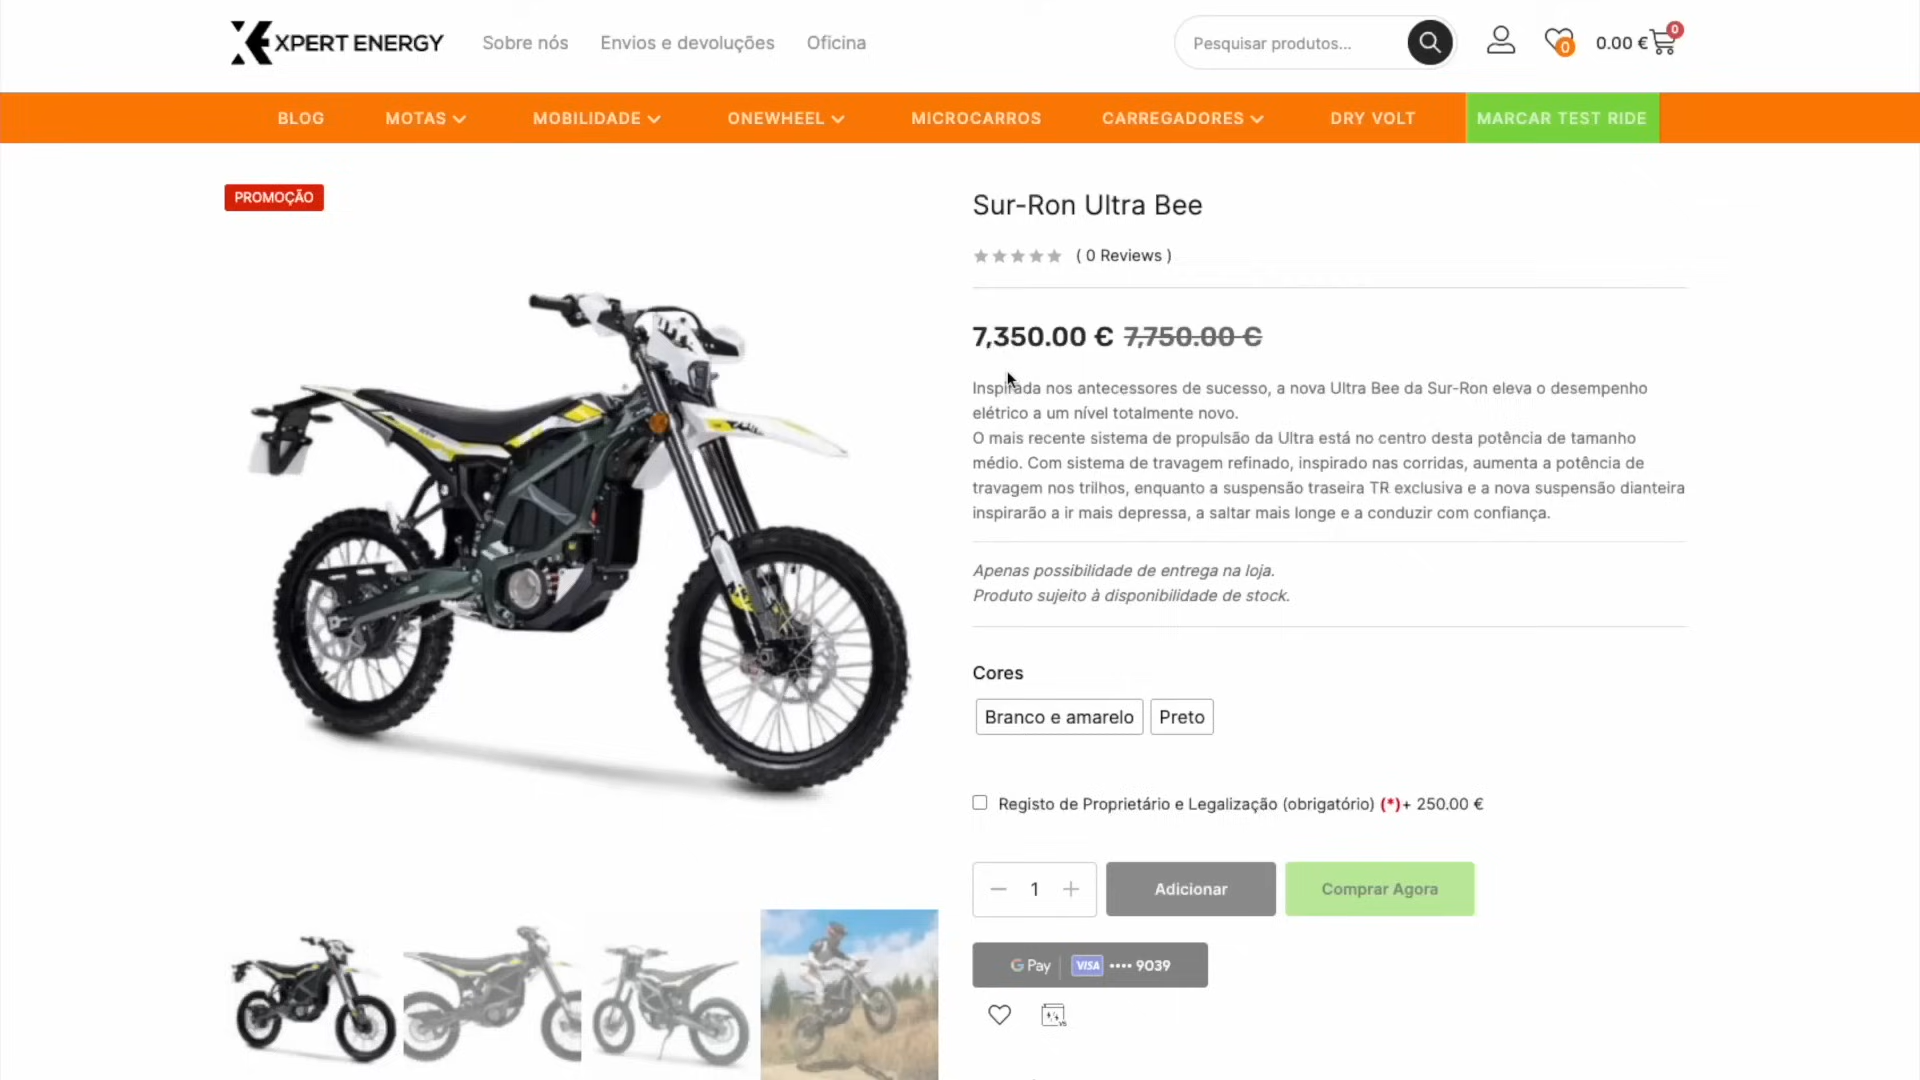 XPERT ENERGY
Sobre nós
Envios e devoluções
Oficina
Pesquisar produtos...
0
0.00 €
0
BLOG
MOTAS
MOBILIDADE
ONEWHEEL
MICROCARROS
CARREGADORES
DRY VOLT
MARCAR TEST RIDE
PROMOÇÃO
Sur-Ron Ultra Bee
( 0 Reviews )
7,350.00 € 7,750.00 €
Inspirada nos antecessores de sucesso, a nova Ultra Bee da Sur-Ron eleva o desempenho
elétrico a um nível totalmente novo.
O mais recente sistema de propulsão da Ultra está no centro desta potência de tamanho
médio. Com sistema de travagem refinado, inspirado nas corridas, aumenta a potência de
travagem nos trilhos, enquanto a suspensão traseira TR exclusiva e a nova suspensão dianteira
inspirarão a ir mais depressa, a saltar mais longe e a conduzir com confiança.
Apenas possibilidade de entrega na loja.
Produto sujeito à disponibilidade de stock.
Cores
Branco e amarelo
Preto
Registo de Proprietário e Legalização (obrigatório) (*)+ 250.00 €
1
Adicionar
Comprar Agora
G Pay
VISA
•••• 9039